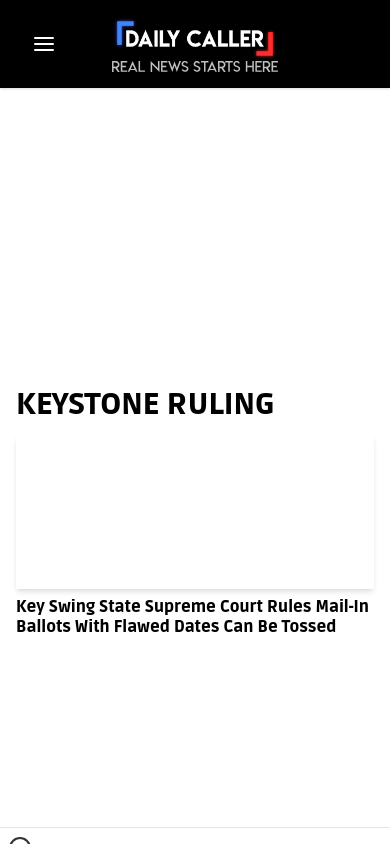 DAILY CALLER
REAL NEWS STARTS HERE
KEYSTONE RULING
Key Swing State Supreme Court Rules Mail-In
Ballots With Flawed Dates Can Be Tossed